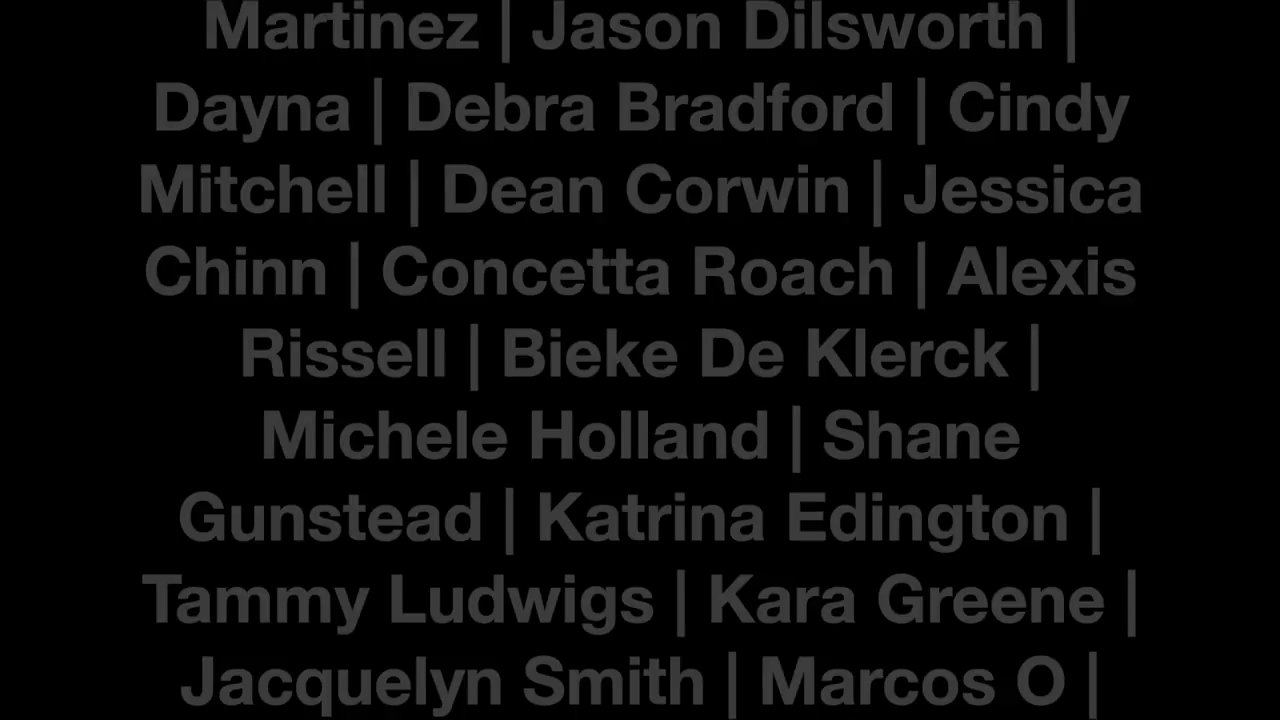 Martinez | Jason Dilsworth |
Dayna | Debra Bradford | Cindy
Mitchell | Dean Corwin | Jessica
Chinn | Concetta Roach | Alexis
Rissell | Bieke De Klerck |
Michele Holland | Shane
Gunstead | Katrina Edington |
Tammy Ludwigs | Kara Greene |
Jacquelyn Smith | Marcos O |